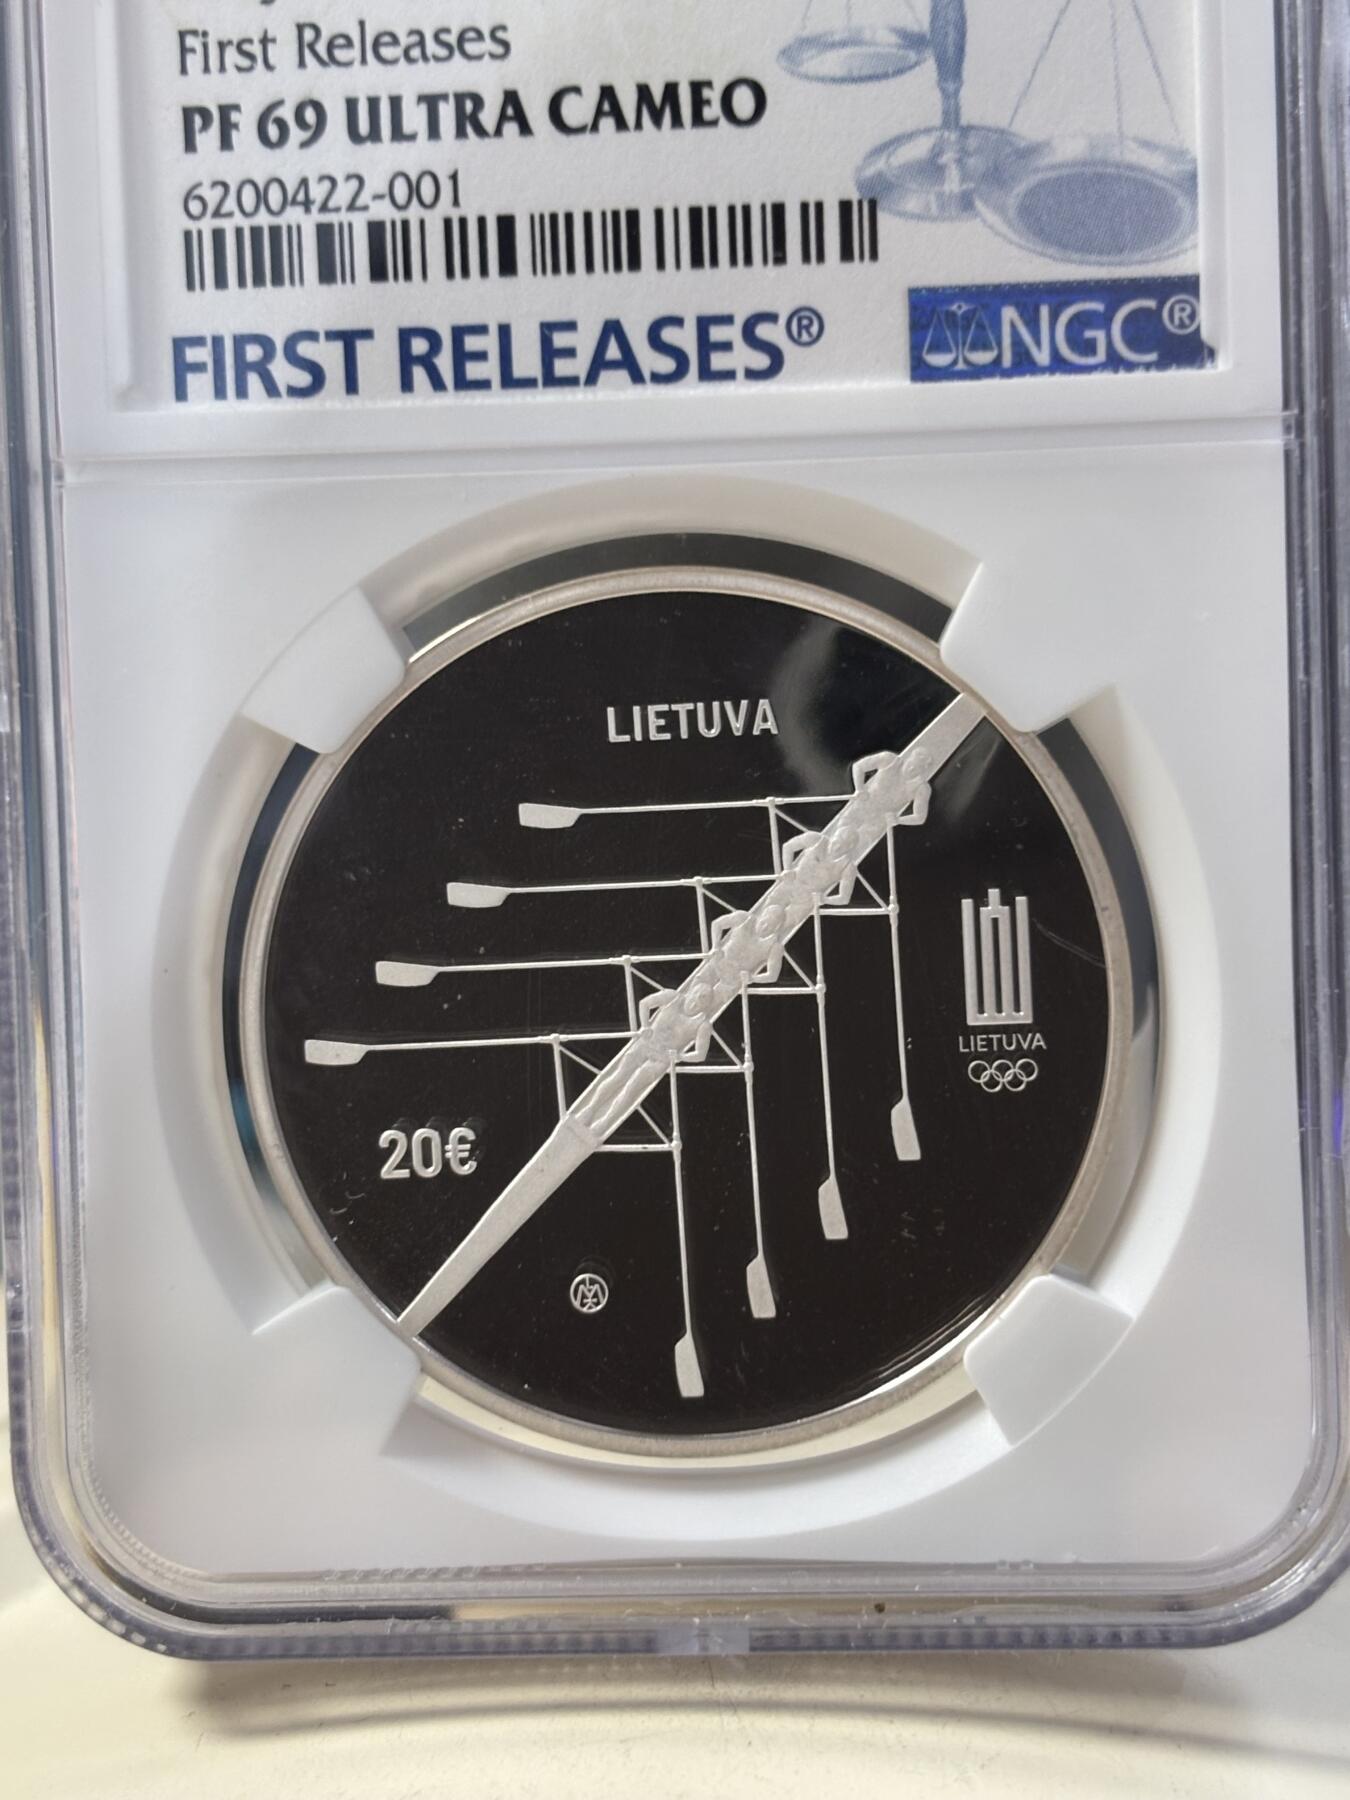 First Releases
PF 69 ULTRA CAMEO
6200422-001
FIRST RELEASES®
NGC®
LIETUVA
LIETUVA
20€